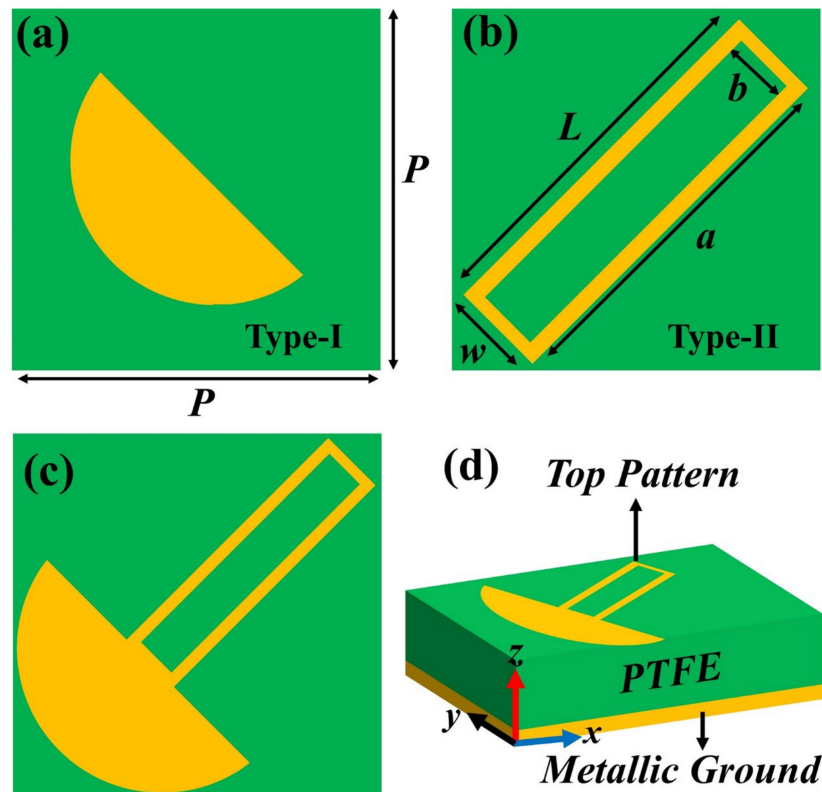 (a)
P
Type-I
P
(b)
L
b
a
w
Type-II
(c)
(d)
Top Pattern
PTFE
z
y
x
Metallic Ground